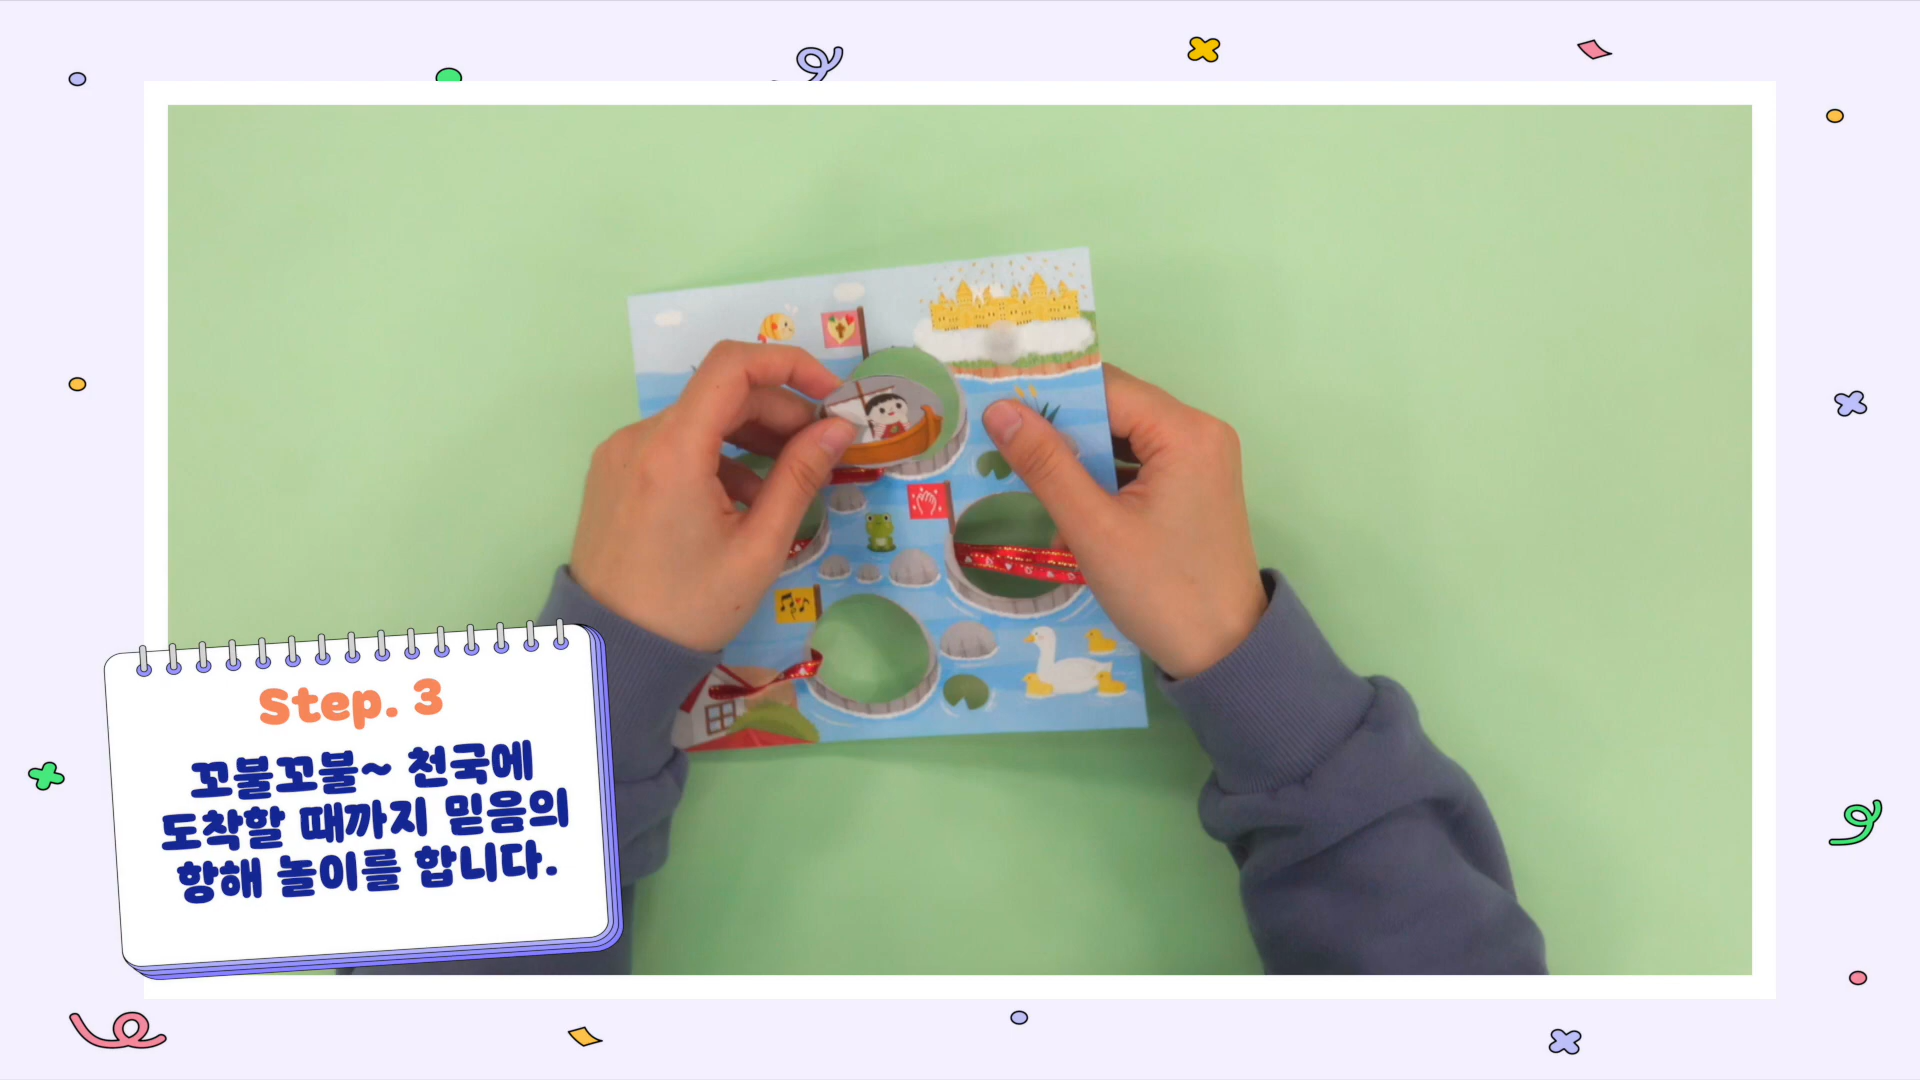 Step. 3
꼬불꼬불~ 천국에
도착할 때까지 믿음의
항해 놀이를 합니다.